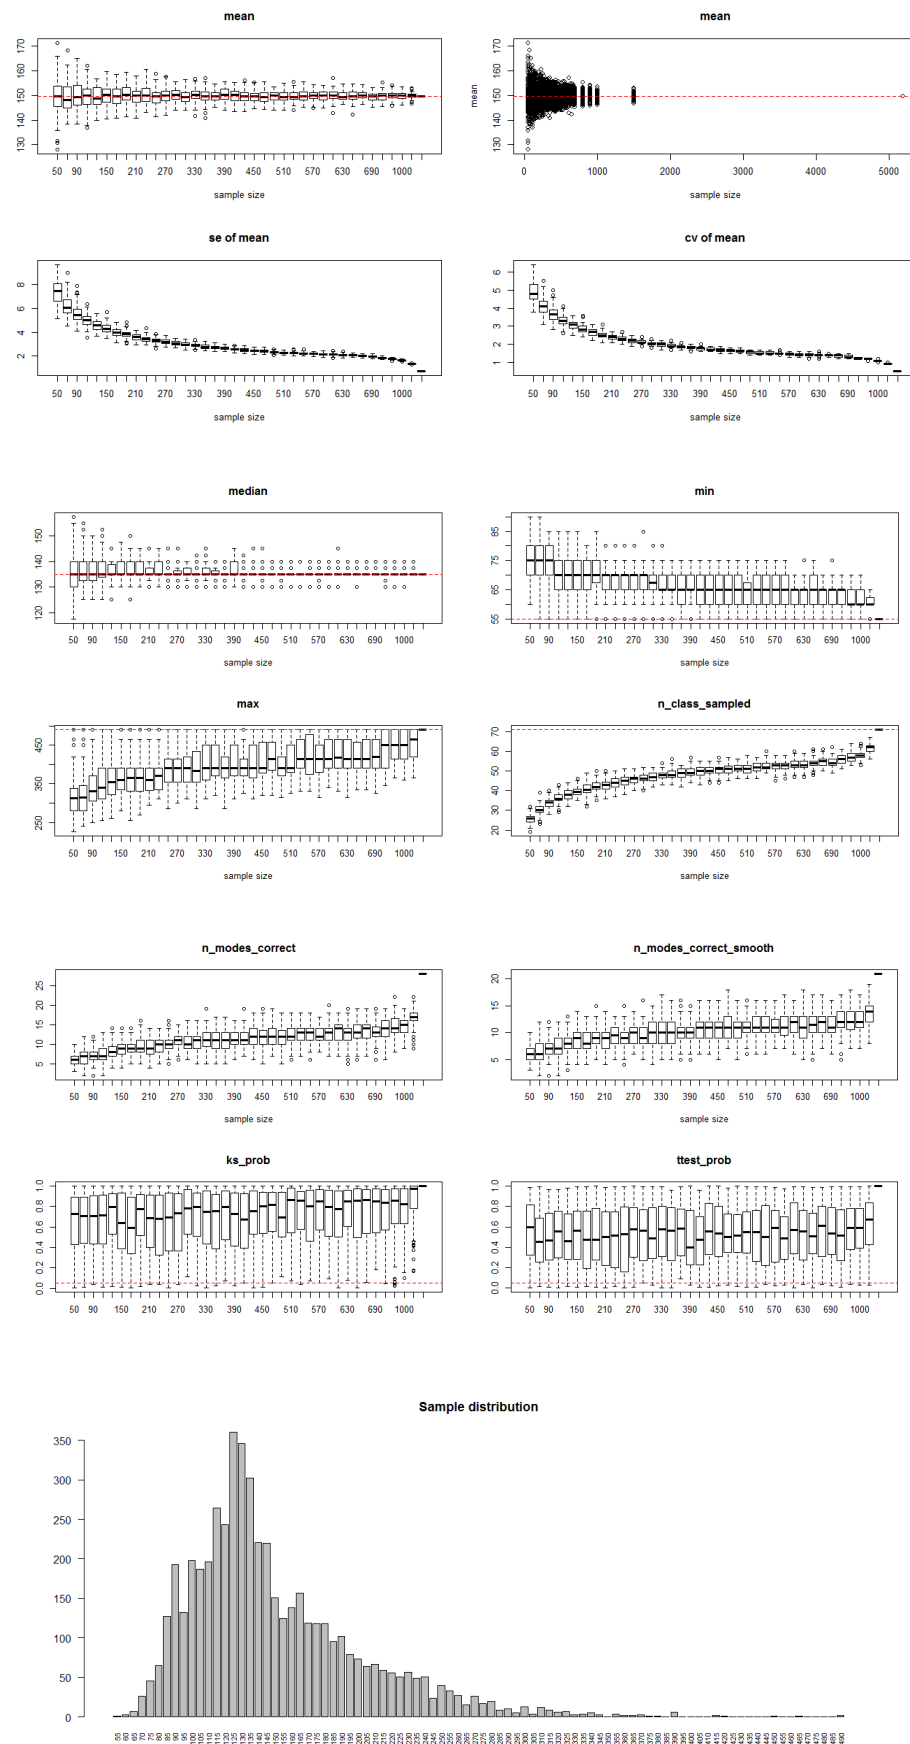 mean
mean
170
160
150
140
130
50 90 150 210 270 330 390 450 510 570 630 690 1000
sample size
mean
170
160
150
140
130
0 1000 2000 3000 4000 5000
sample size
se of mean
cv of mean
8
6
4
2
50 90 150 210 270 330 390 450 510 570 630 690 1000
sample size
6
5
4
3
2
1
50 90 150 210 270 330 390 450 510 570 630 690 1000
sample size
median
min
150
140
130
120
50 90 150 210 270 330 390 450 510 570 630 690 1000
sample size
85
75
65
55
50 90 150 210 270 330 390 450 510 570 630 690 1000
sample size
max
n_class_sampled
450
350
250
50 90 150 210 270 330 390 450 510 570 630 690 1000
sample size
70
60
50
40
30
20
50 90 150 210 270 330 390 450 510 570 630 690 1000
sample size
n_modes_correct
n_modes_correct_smooth
25
20
15
10
5
50 90 150 210 270 330 390 450 510 570 630 690 1000
sample size
20
15
10
5
50 90 150 210 270 330 390 450 510 570 630 690 1000
sample size
ks_prob
ttest_prob
1.0
0.8
0.6
0.4
0.2
0.0
50 90 150 210 270 330 390 450 510 570 630 690 1000
1.0
0.8
0.6
0.4
0.2
0.0
50 90 150 210 270 330 390 450 510 570 630 690 1000
Sample distribution
350
300
250
200
150
100
50
0